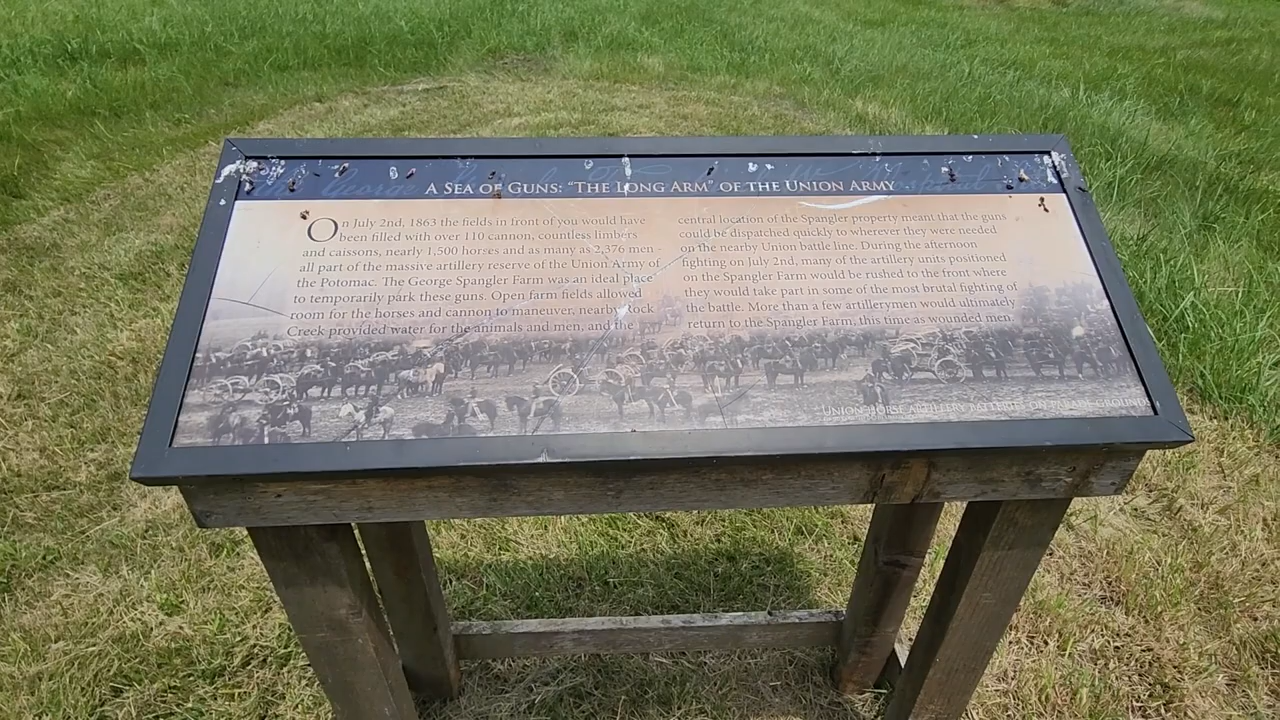 A SEA OF GUNS: "THE LONG ARM" OF THE UNION ARMY
On July 2nd, 1863 the fields in front of you would have
been filled with over 110 cannon, countless limbers
and caissons, nearly 1,500 horses and as many as 2,376 men -
all part of the massive artillery reserve of the Union Army of
the Potomac. The George Spangler Farm was an ideal place
to temporarily park these guns. Open farm fields allowed
room for the horses and cannon to maneuver, nearby Rock
Creek provided water for the animals and men, and the
central location of the Spangler property meant that the guns
could be dispatched quickly to wherever they were needed
on the nearby Union battle line. During the afternoon
fighting on July 2nd, many of the artillery units positioned
on the Spangler Farm would be rushed to the front where
they would take part in some of the most brutal fighting of
the battle. More than a few artillerymen would ultimately
return to the Spangler Farm, this time as wounded men.
UNION HORSE ARTILLERY BATTERIES ON PARADE GROUNDS